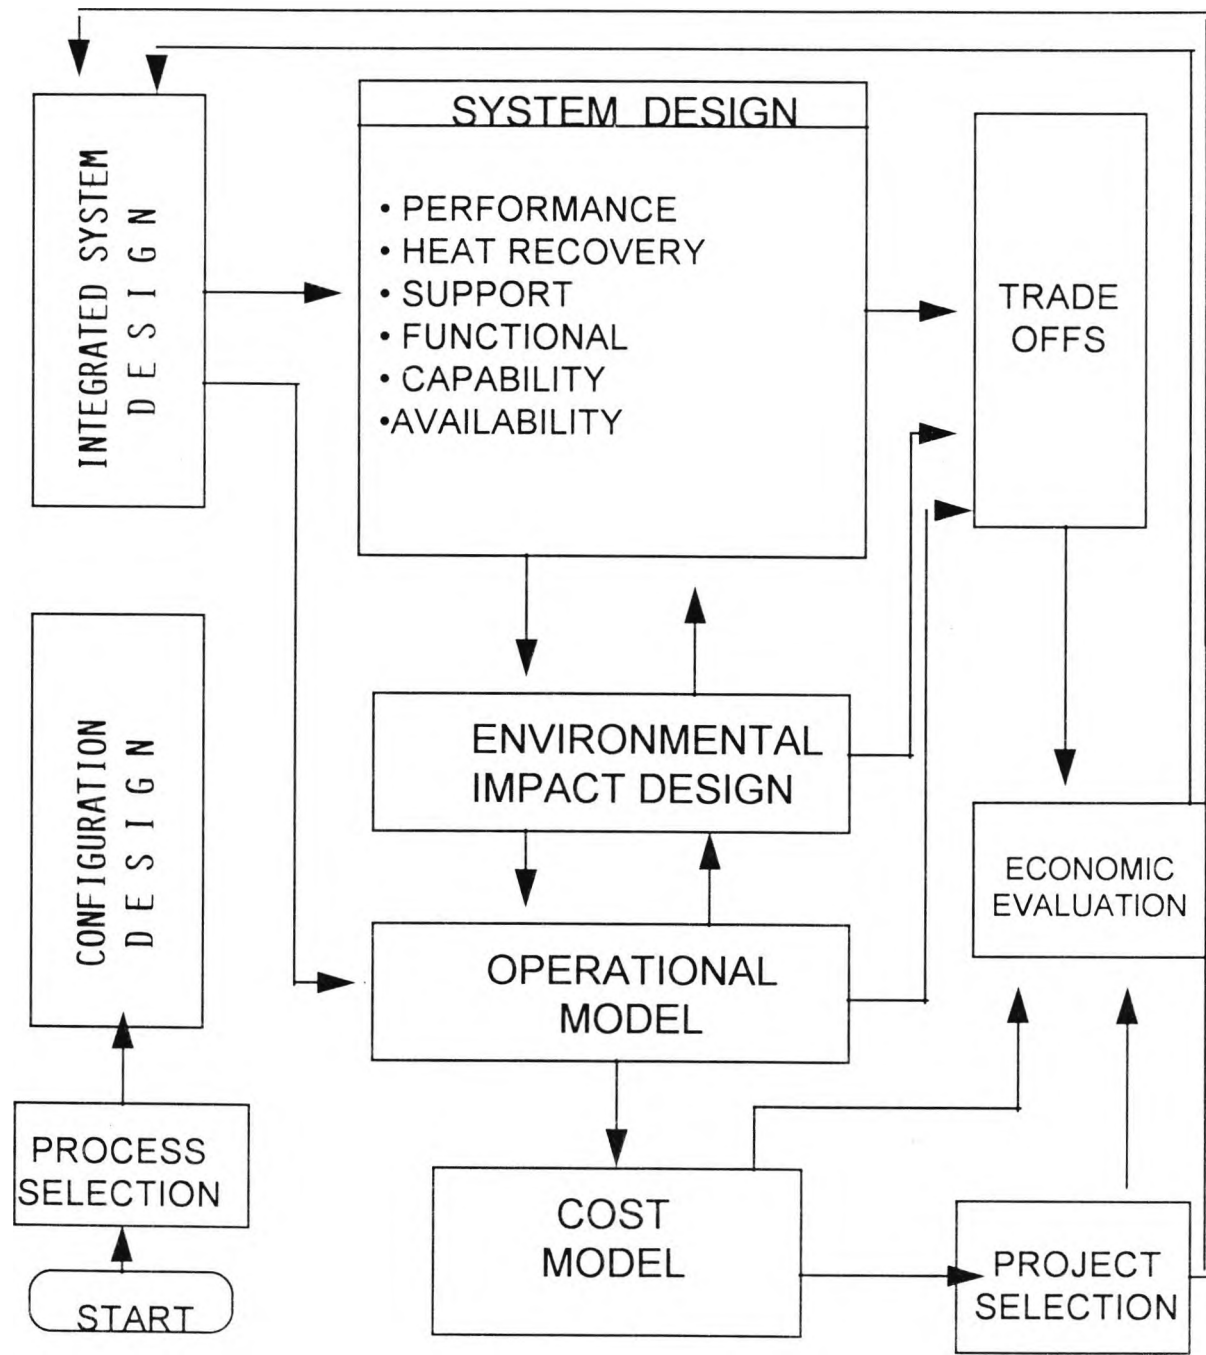 INTEGRATED SYSTEM
DESIGN
SYSTEM DESIGN
• PERFORMANCE
• HEAT RECOVERY
• SUPPORT
• FUNCTIONAL
• CAPABILITY
•AVAILABILITY
TRADE
OFFS
CONFIGURATION
DESIGN
ENVIRONMENTAL
IMPACT DESIGN
ECONOMIC
EVALUATION
OPERATIONAL
MODEL
PROCESS
SELECTION
COST
MODEL
PROJECT
SELECTION
START